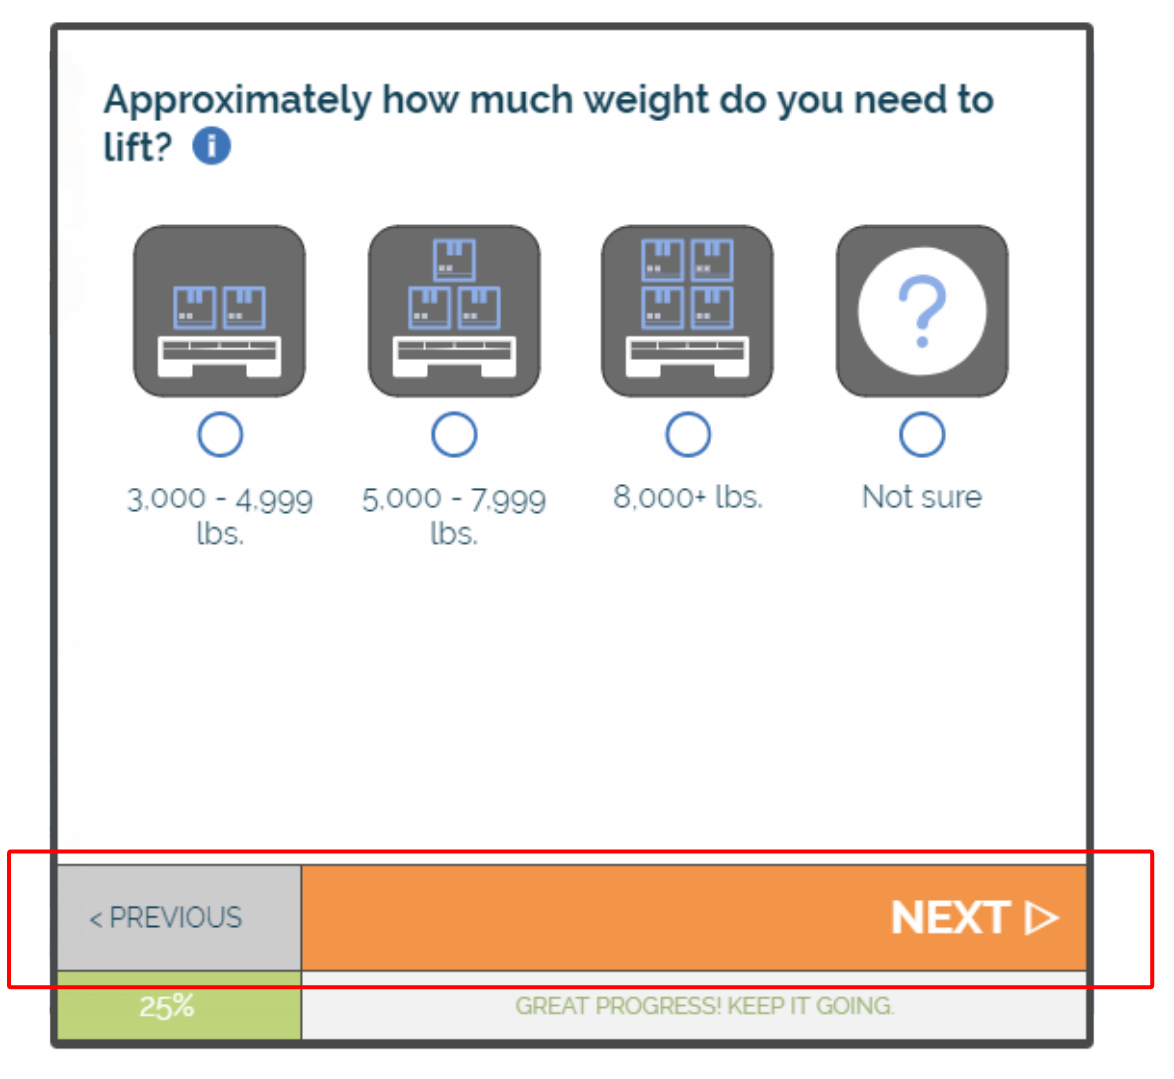 Approximately how much weight do you need to
lift? i
?
3,000 - 4,999
lbs.
5,000 - 7,999
lbs.
8,000+ lbs.
Not sure
< PREVIOUS
NEXT ▷
25%
GREAT PROGRESS! KEEP IT GOING.